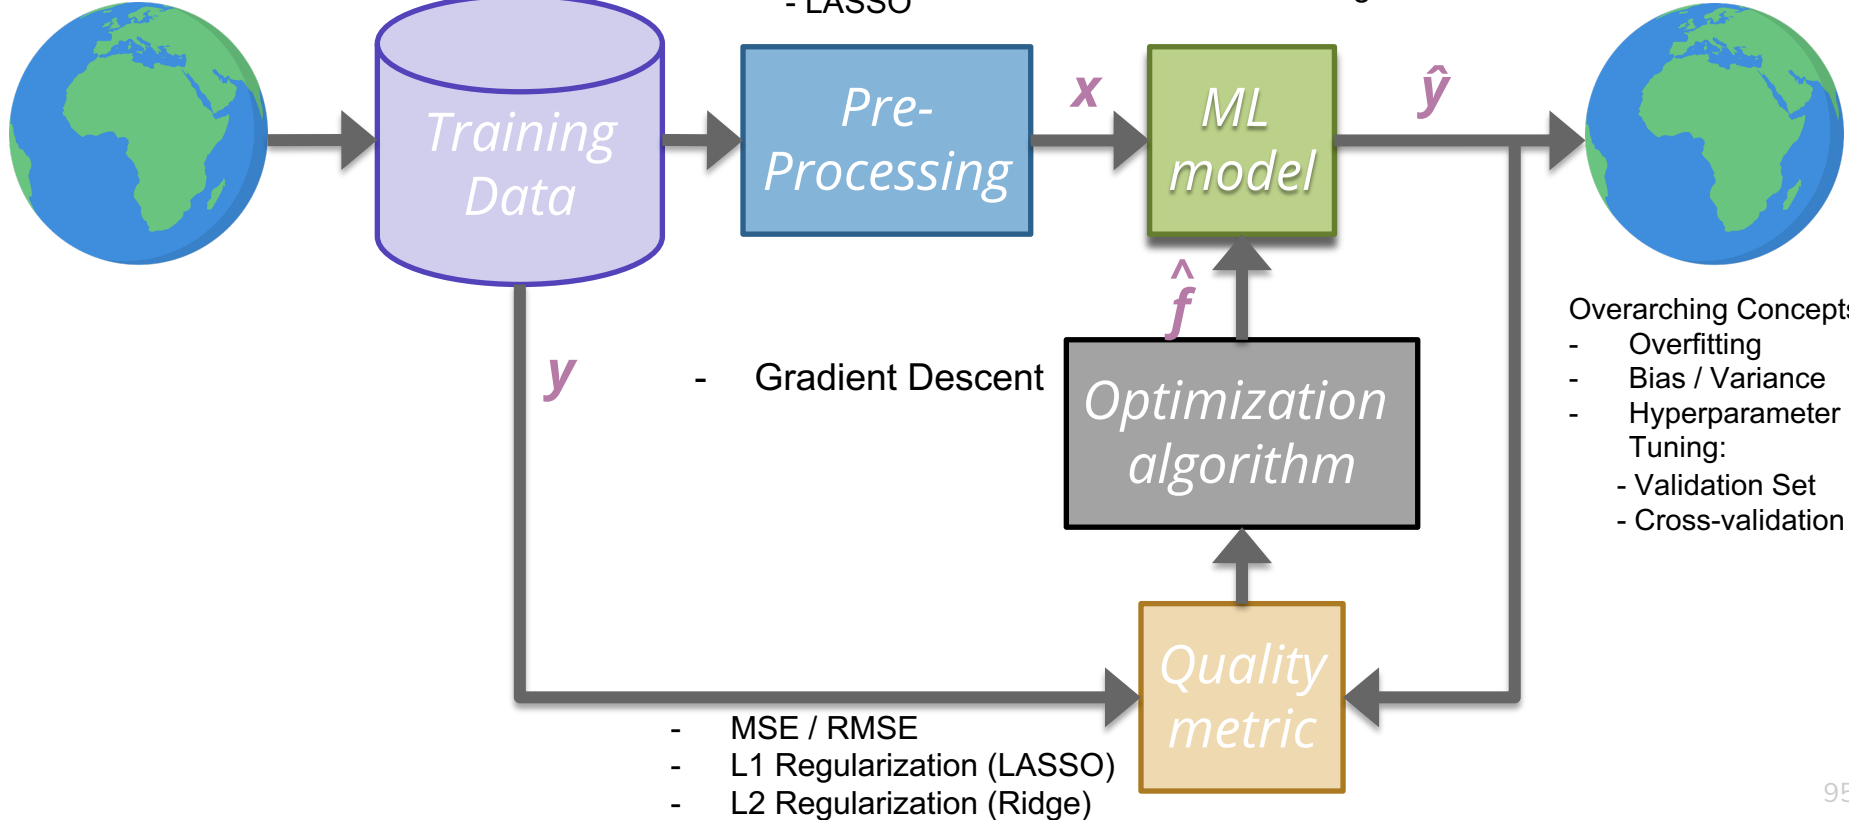 - LASSO
Training
Data
Pre-
Processing
x
ML
model
ŷ
f̂
y
- Gradient Descent
Optimization
algorithm
Overarching Concepts
- Overfitting
- Bias / Variance
- Hyperparameter
Tuning:
- Validation Set
- Cross-validation
Quality
metric
- MSE / RMSE
- L1 Regularization (LASSO)
- L2 Regularization (Ridge)
95